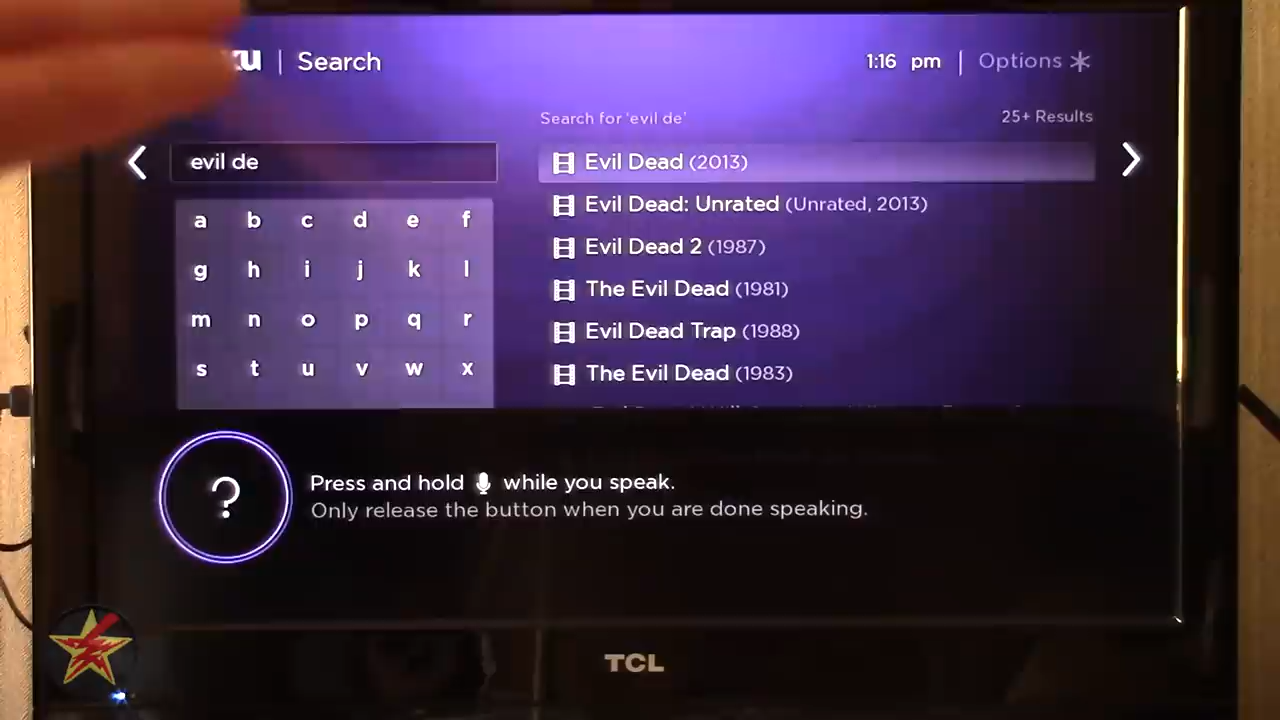 Search
1:16 pm | Options *
Search for 'evil de'
25+ Results
evil de
a b c d e f
g h i j k l
m n o p q r
s t u v w x
Evil Dead (2013)
Evil Dead: Unrated (Unrated, 2013)
Evil Dead 2 (1987)
The Evil Dead (1981)
Evil Dead Trap (1988)
The Evil Dead (1983)
?
Press and hold while you speak.
Only release the button when you are done speaking.
TCL